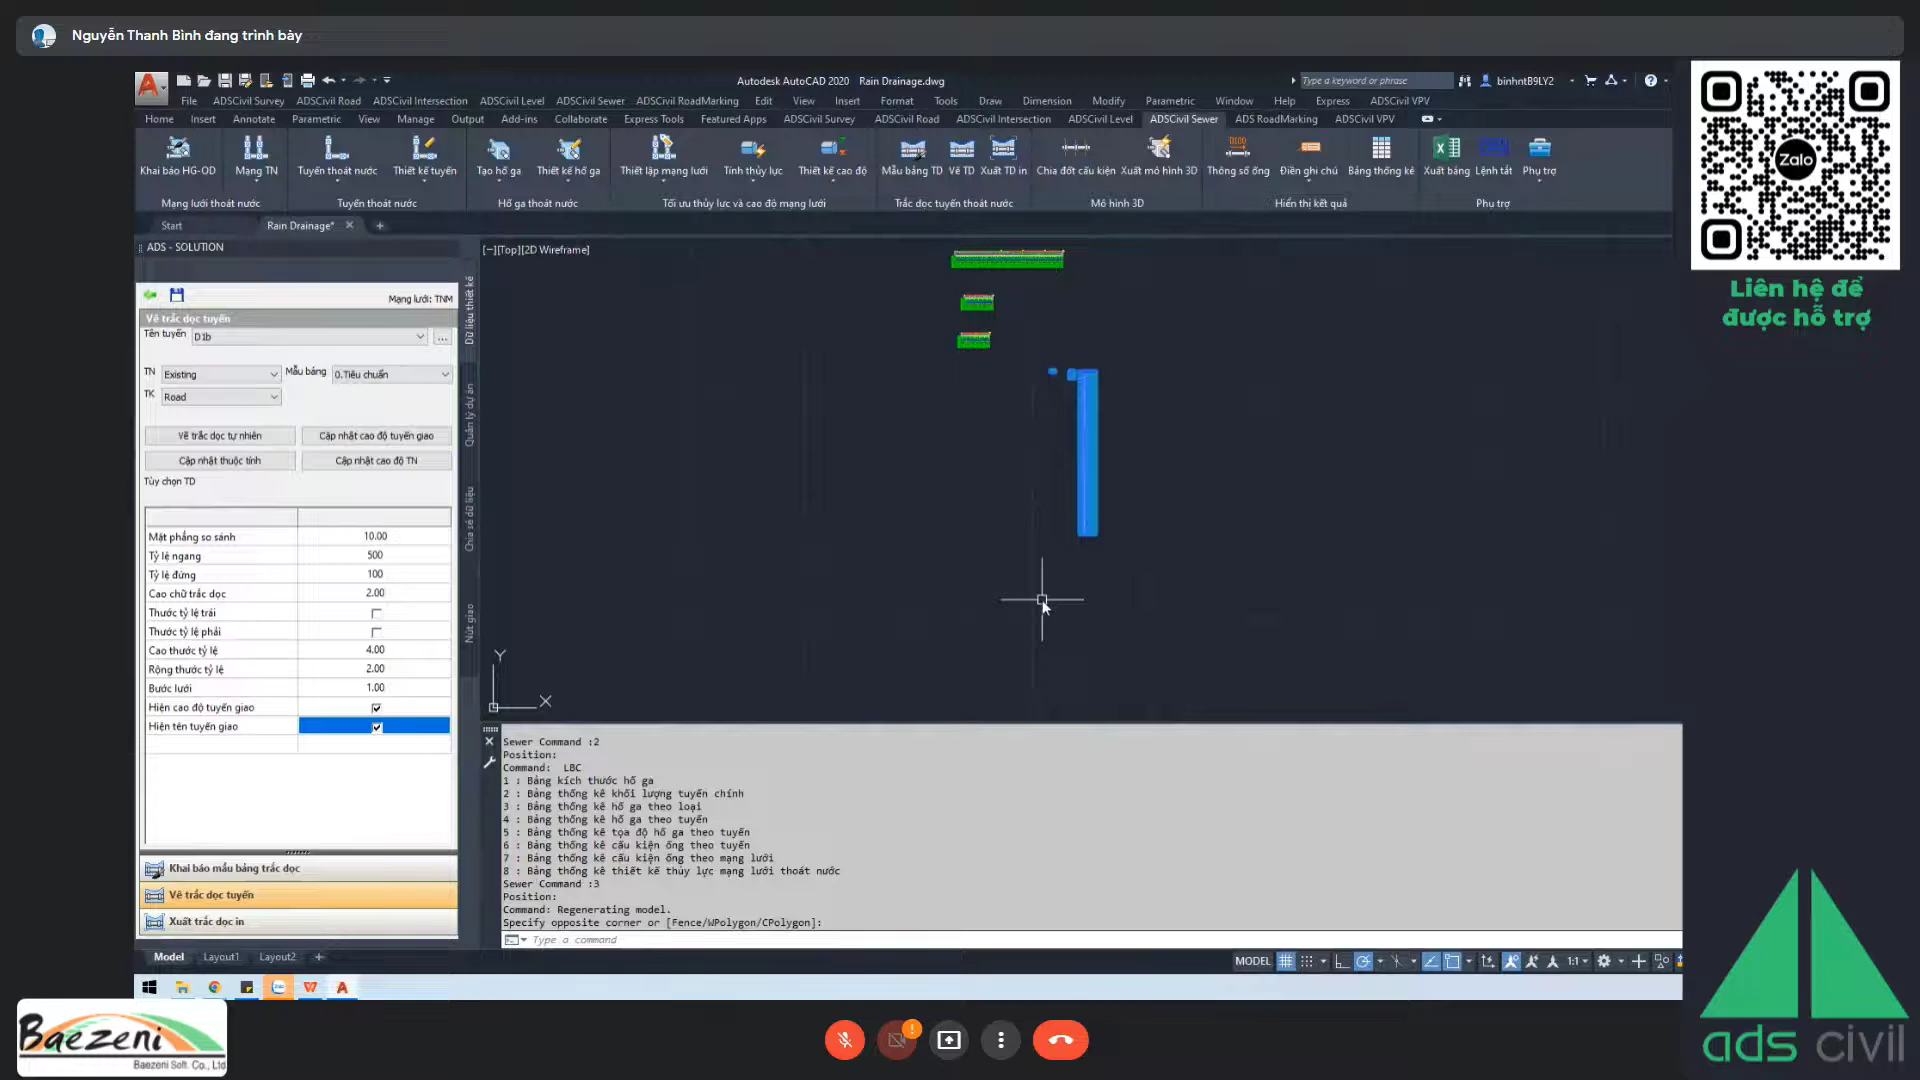 Nguyễn Thanh Bình đang trình bày
Autodesk AutoCAD 2020 Rain Drainage.dwg
Type a keyword or phrase
binhntB9LY2
File ADSCivil Survey ADSCivil Road ADSCivil Intersection ADSCivil Level ADSCivil Sewer ADSCivil RoadMarking Edit View Insert Format Tools Draw Dimension Modify Parametric Window Help Express ADSCivil VPV
Home Insert Annotate Parametric View Manage Output Add-ins Collaborate Express Tools Featured Apps ADSCivil Survey ADSCivil Road ADSCivil Intersection ADSCivil Level ADSCivil Sewer ADS RoadMarking ADSCivil VPV
Khai báo HG-OD Mạng TN Tuyến thoát nước Thiết kế tuyến Tạo hố ga Thiết kế hố ga Thiết lập mạng lưới Tính thủy lực Thiết kế cao độ Mẫu bảng TD Vẽ TD Xuất TD in Chia đốt cấu kiện Xuất mô hình 3D Thông số ống Điền ghi chú Bảng thống kê Xuất bảng Lệnh tắt Phụ trợ
Mạng lưới thoát nước Tuyến thoát nước Hố ga thoát nước Tối ưu thủy lực và cao độ mạng lưới Trắc dọc tuyến thoát nước Mô hình 3D Hiển thị kết quả Phụ trợ
Start Rain Drainage*
ADS - SOLUTION
[−][Top][2D Wireframe]
Mạng lưới: TNM
Vẽ trắc dọc tuyến
Tên tuyến D1b ...
TN Existing Mẫu bảng 0.Tiêu chuẩn
TK Road
Vẽ trắc dọc tự nhiên Cập nhật cao độ tuyến giao
Cập nhật thuộc tính Cập nhật cao độ TN
Tùy chọn TD
Mặt phẳng so sánh 10.00
Tỷ lệ ngang 500
Tỷ lệ đứng 100
Cao chữ trắc dọc 2.00
Thước tỷ lệ trái
Thước tỷ lệ phải
Cao thước tỷ lệ 4.00
Rộng thước tỷ lệ 2.00
Bước lưới 1.00
Hiện cao độ tuyến giao
Hiện tên tuyến giao
Khai báo mẫu bảng trắc dọc
Vẽ trắc dọc tuyến
Xuất trắc dọc in
Dữ liệu thiết kế
Quản lý dự án
Chia sẻ dữ liệu
Nút giao
Y
X
Sewer Command :2
Position:
Command: LBC
1 : Bảng kích thước hố ga
2 : Bảng thống kê khối lượng tuyến chính
3 : Bảng thống kê hố ga theo loại
4 : Bảng thống kê hố ga theo tuyến
5 : Bảng thống kê tọa độ hố ga theo tuyến
6 : Bảng thống kê cấu kiện ống theo tuyến
7 : Bảng thống kê cấu kiện ống theo mạng lưới
8 : Bảng thống kê thiết kế thủy lực mạng lưới thoát nước
Sewer Command :3
Position:
Command: Regenerating model.
Specify opposite corner or [Fence/WPolygon/CPolygon]:
Type a command
Model Layout1 Layout2 +
MODEL 1:1
Zalo
Liên hệ để
được hỗ trợ
Baezeni
Baezeni Soft. Co., Ltd
ads civil